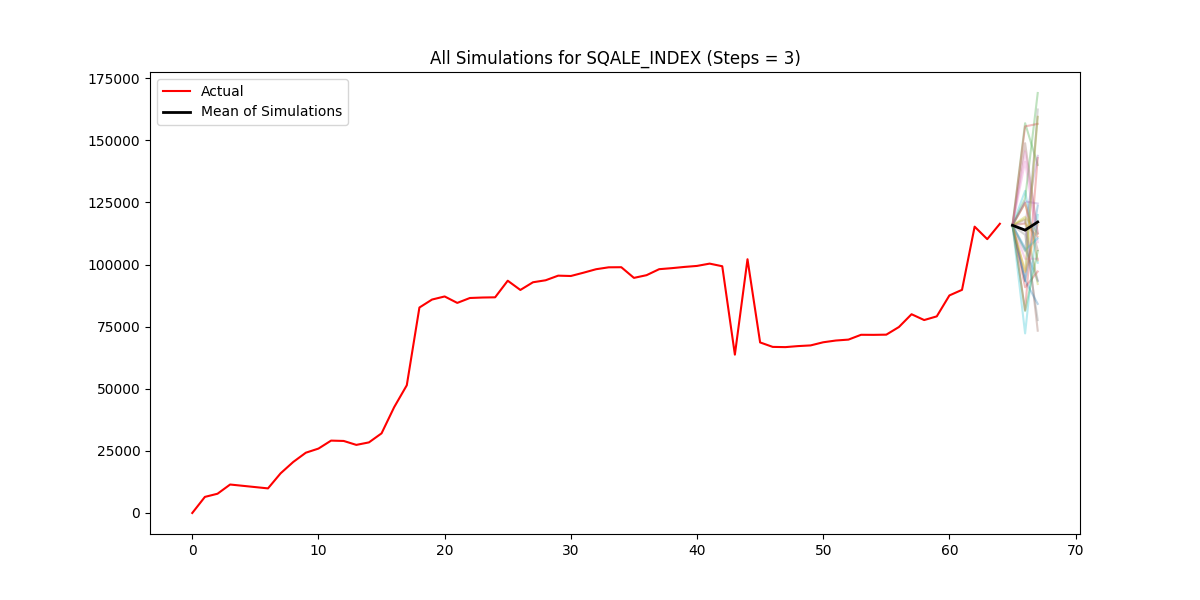 All Simulations for SQALE_INDEX (Steps = 3)
Actual
Mean of Simulations
175000
150000
125000
100000
75000
50000
25000
0
0 10 20 30 40 50 60 70